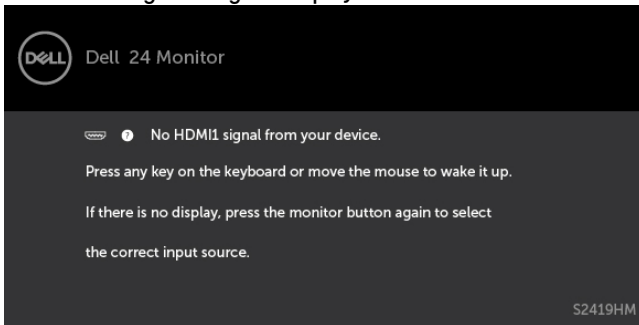 DELL
Dell 24 Monitor
? No HDMI1 signal from your device.
Press any key on the keyboard or move the mouse to wake it up.
If there is no display, press the monitor button again to select
the correct input source.
S2419HM